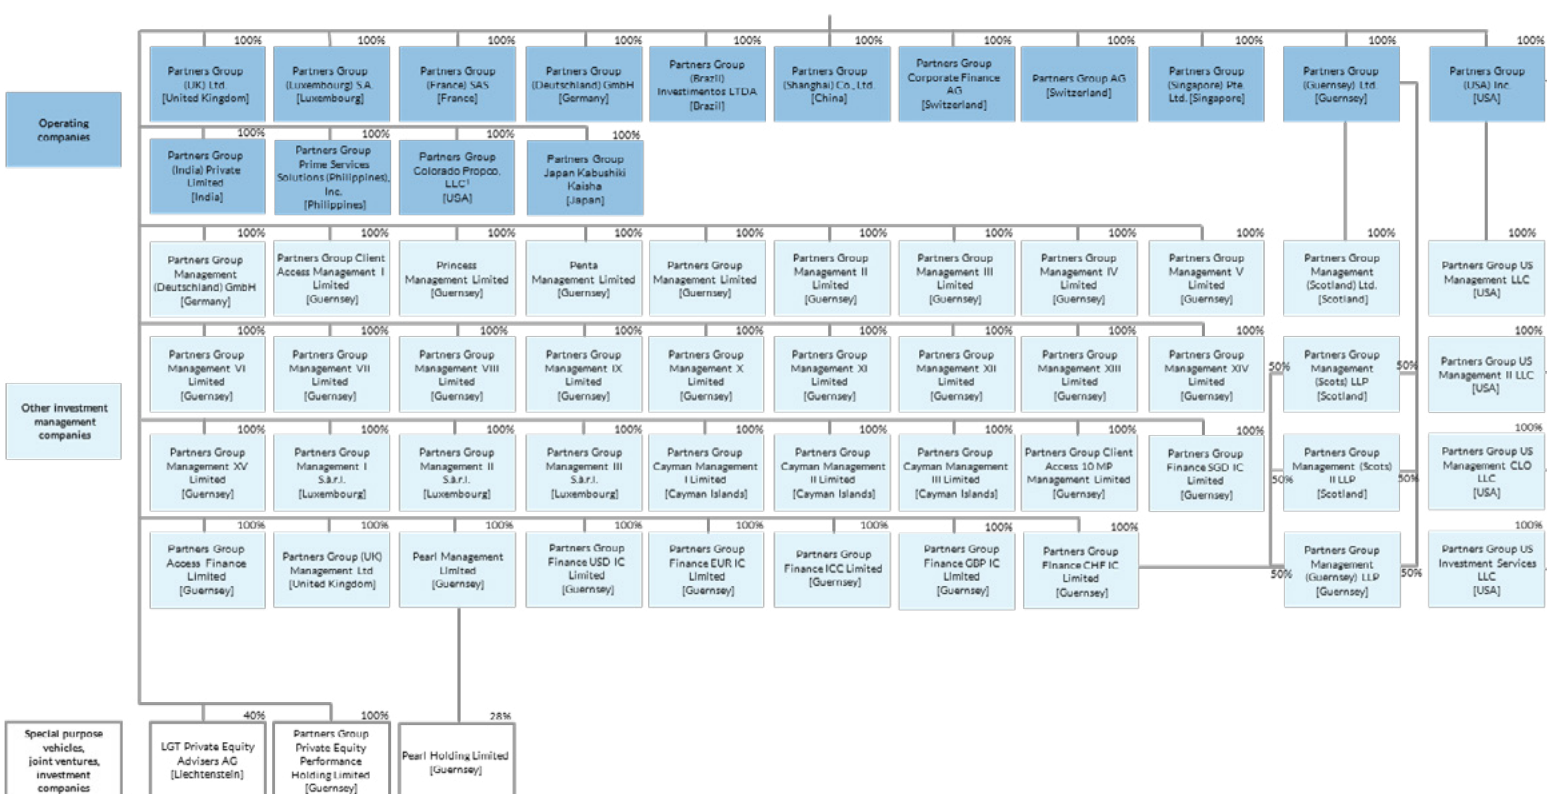 100%
100%
100%
100%
100%
100%
100%
100%
100%
100%
100%
Operating
companies
Partners Group
(UK) Ltd.
[United Kingdom]
Partners Group
(Luxembourg) S.A.
[Luxembourg]
Partners Group
(France) SAS
[France]
Partners Group
(Deutschland) GmbH
[Germany]
Partners Group
(Brazil)
Investimentos LTDA
[Brazil]
Partners Group
(Shanghai) Co., Ltd.
[China]
Partners Group
Corporate Finance
AG
[Switzerland]
Partners Group AG
[Switzerland]
Partners Group
(Singapore) Pte.
Ltd. [Singapore]
Partners Group
(Guernsey) Ltd.
[Guernsey]
Partners Group
(USA) Inc.
[USA]
100%
100%
100%
100%
Partners Group
(India) Private
Limited
[India]
Partners Group
Prime Services
Solutions (Philippines),
Inc.
[Philippines]
Partners Group
Colorado Propco,
LLC¹
[USA]
Partners Group
Japan Kabushiki
Kaisha
[Japan]
100%
100%
100%
100%
100%
100%
100%
100%
100%
100%
100%
Partners Group
Management
(Deutschland) GmbH
[Germany]
Partners Group Client
Access Management I
Limited
[Guernsey]
Princess
Management Limited
[Guernsey]
Penta
Management Limited
[Guernsey]
Partners Group
Management Limited
[Guernsey]
Partners Group
Management II
Limited
[Guernsey]
Partners Group
Management III
Limited
[Guernsey]
Partners Group
Management IV
Limited
[Guernsey]
Partners Group
Management V
Limited
[Guernsey]
Partners Group
Management
(Scotland) Ltd.
[Scotland]
Partners Group US
Management LLC
[USA]
Other investment
management
companies
100%
100%
100%
100%
100%
100%
100%
100%
100%
100%
Partners Group
Management VI
Limited
[Guernsey]
Partners Group
Management VII
Limited
[Guernsey]
Partners Group
Management VIII
Limited
[Guernsey]
Partners Group
Management IX
Limited
[Guernsey]
Partners Group
Management X
Limited
[Guernsey]
Partners Group
Management XI
Limited
[Guernsey]
Partners Group
Management XII
Limited
[Guernsey]
Partners Group
Management XIII
Limited
[Guernsey]
Partners Group
Management XIV
Limited
[Guernsey]
50%
Partners Group
Management
(Scots) LLP
[Scotland]
50%
Partners Group US
Management II LLC
[USA]
100%
100%
100%
100%
100%
100%
100%
100%
100%
100%
Partners Group
Management XV
Limited
[Guernsey]
Partners Group
Management I
S.à r.l.
[Luxembourg]
Partners Group
Management II
S.à r.l.
[Luxembourg]
Partners Group
Management III
S.à r.l.
[Luxembourg]
Partners Group
Cayman Management
I Limited
[Cayman Islands]
Partners Group
Cayman Management
II Limited
[Cayman Islands]
Partners Group
Cayman Management
III Limited
[Cayman Islands]
Partners Group Client
Access 10 MP
Management Limited
[Guernsey]
Partners Group
Finance SGD IC
Limited
[Guernsey]
50%
Partners Group
Management (Scots)
II LLP
[Scotland]
50%
Partners Group US
Management CLO
LLC
[USA]
100%
100%
100%
100%
100%
100%
100%
100%
100%
Partners Group
Access Finance
Limited
[Guernsey]
Partners Group (UK)
Management Ltd
[United Kingdom]
Pearl Management
Limited
[Guernsey]
Partners Group
Finance USD IC
Limited
[Guernsey]
Partners Group
Finance EUR IC
Limited
[Guernsey]
Partners Group
Finance ICC Limited
[Guernsey]
Partners Group
Finance GBP IC
Limited
[Guernsey]
Partners Group
Finance CHF IC
Limited
[Guernsey]
50%
Partners Group
Management
(Guernsey) LLP
[Guernsey]
50%
Partners Group US
Investment Services
LLC
[USA]
Special purpose
vehicles,
joint ventures,
investment
companies
40%
100%
28%
LGT Private Equity
Advisers AG
[Liechtenstein]
Partners Group
Private Equity
Performance
Holding Limited
[Guernsey]
Pearl Holding Limited
[Guernsey]